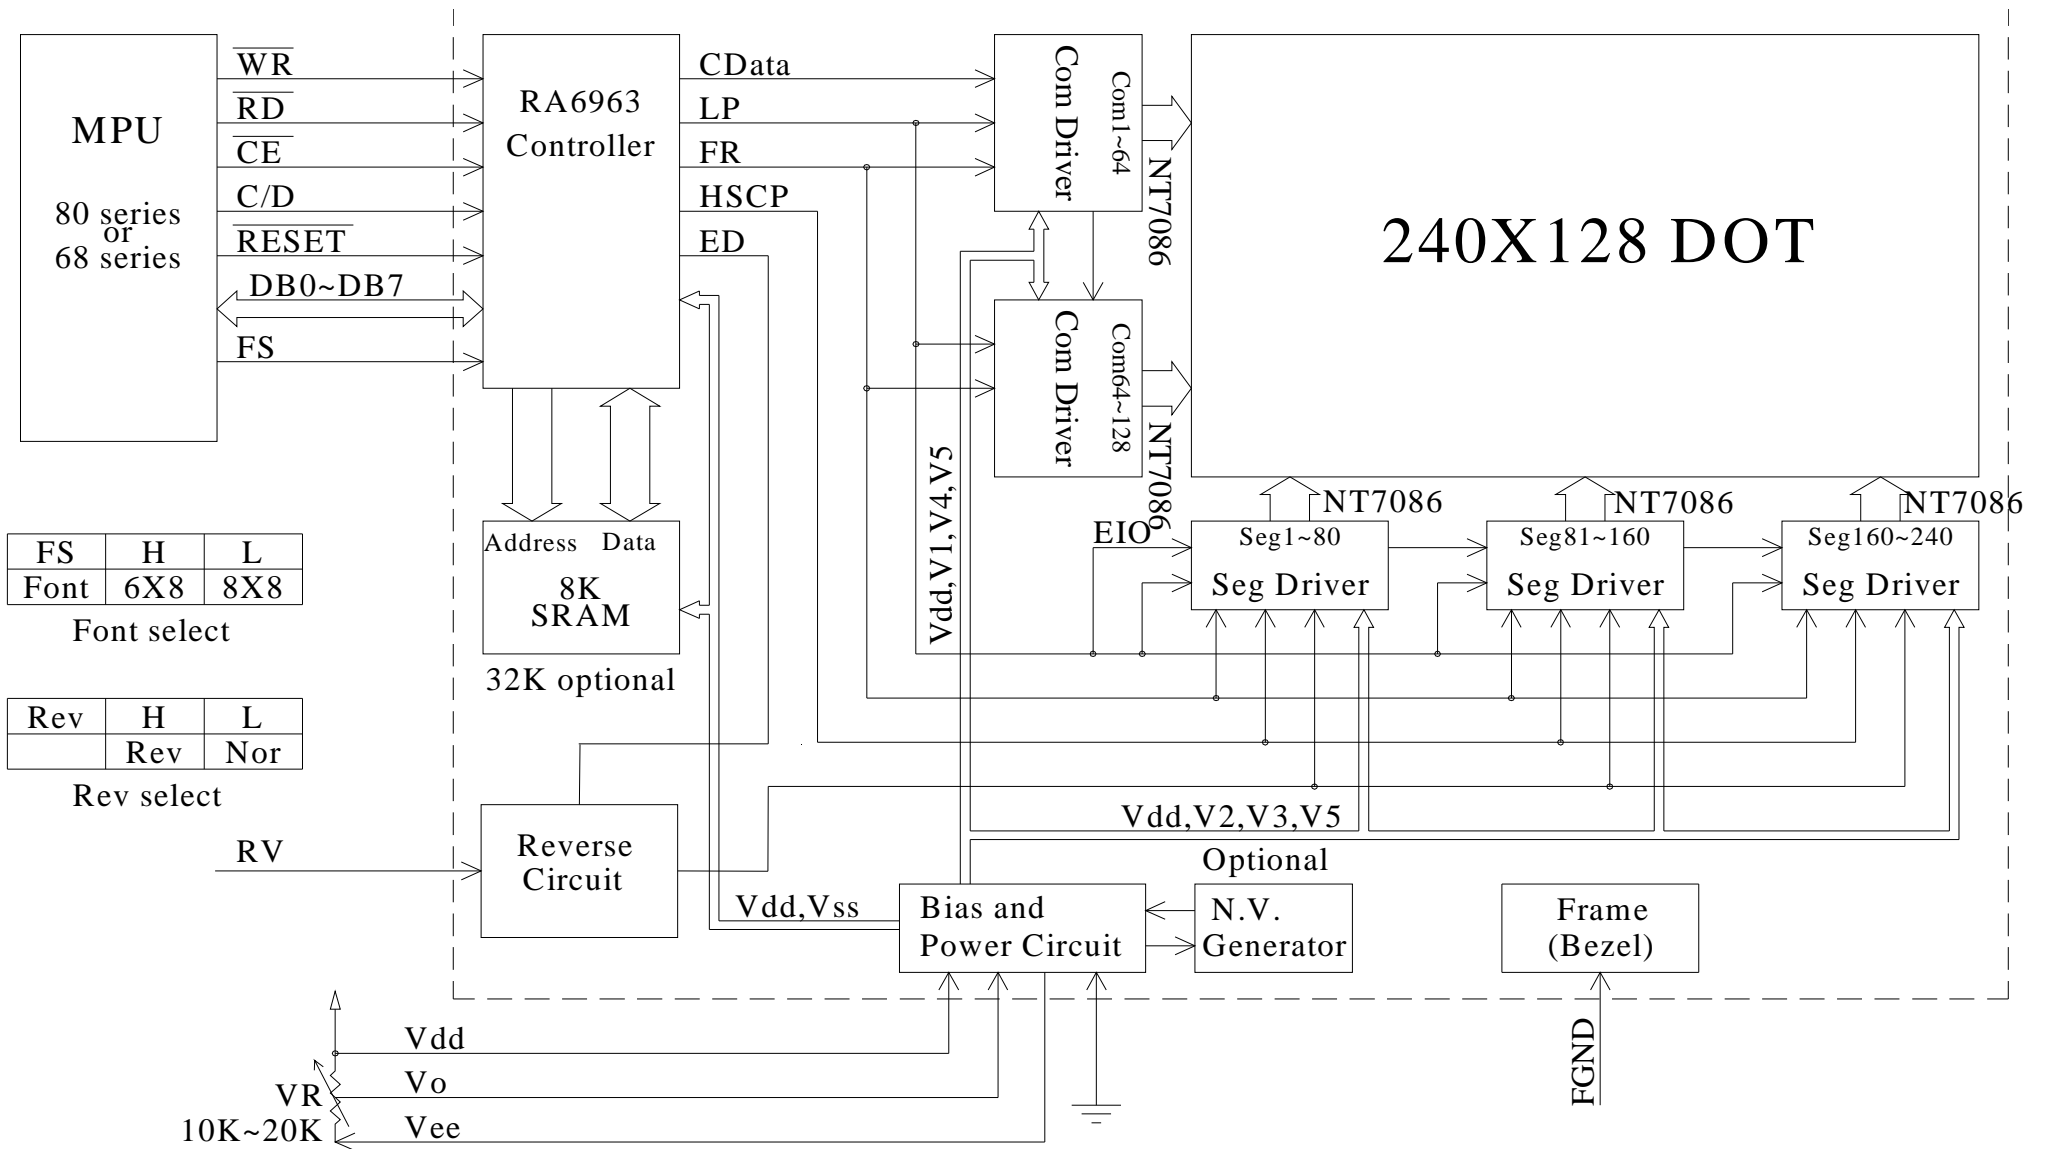 MPU
80 series
or
68 series
WR
RD
CE
C/D
RESET
DB0~DB7
FS
RA6963
Controller
CData
LP
FR
HSCP
ED
Com Driver
Com1~64
NT7086
Com Driver
Com64~128
NT7086
240X128 DOT
Address Data
8K
SRAM
32K optional
FS H L
Font 6X8 8X8
Font select
Rev H L
Rev Nor
Rev select
Vdd,V1,V4,V5
EIO
NT7086
Seg1~80
Seg Driver
NT7086
Seg81~160
Seg Driver
NT7086
Seg160~240
Seg Driver
RV
Reverse
Circuit
Vdd,Vss
Vdd,V2,V3,V5
Optional
Bias and
Power Circuit
N.V.
Generator
Frame
(Bezel)
FGND
Vdd
Vo
Vee
VR
10K~20K